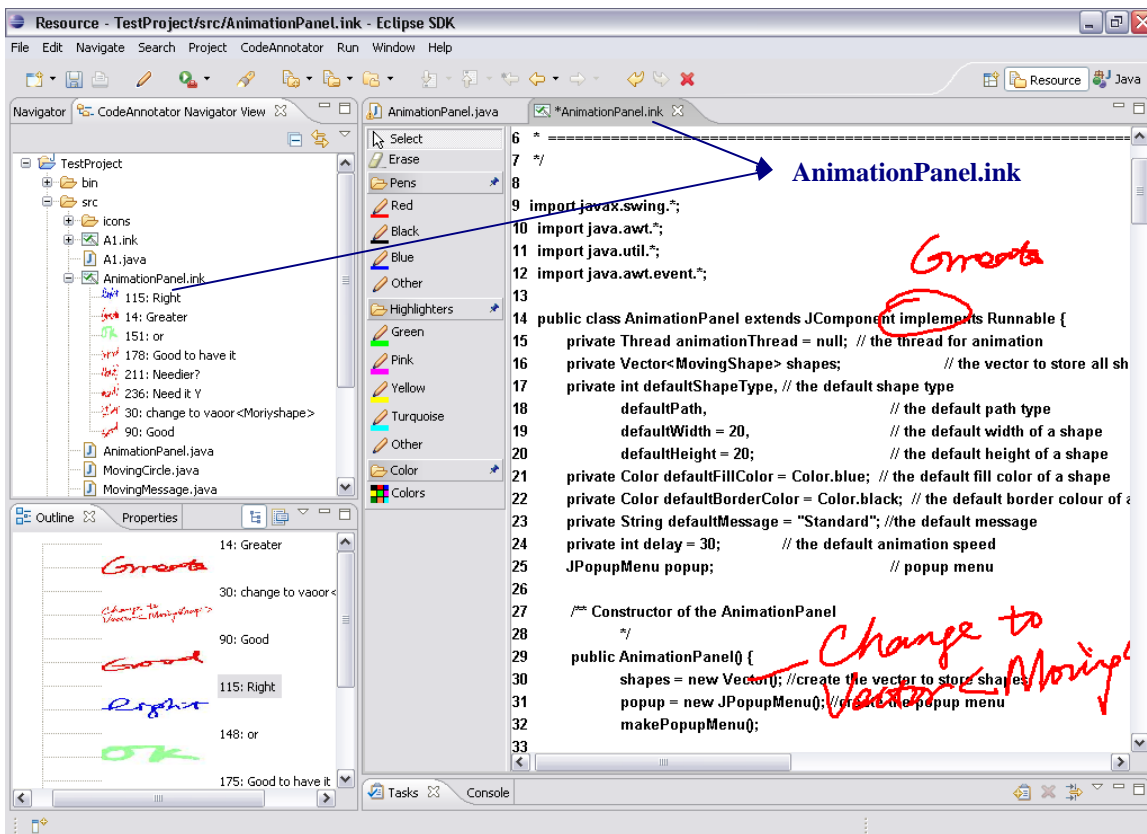 Resource - TestProject/src/AnimationPanel.ink - Eclipse SDK
File Edit Navigate Search Project CodeAnnotator Run Window Help
Resource Java
Navigator CodeAnnotator Navigator View
TestProject
bin
src
icons
A1.ink
A1.java
AnimationPanel.ink
115: Right
14: Greater
151: or
178: Good to have it
211: Needier?
236: Need it Y
30: change to vaoor<Moriyshape>
90: Good
AnimationPanel.java
MovingCircle.java
MovingMessage.java
Outline Properties
14: Greater
30: change to vaoor<
Change to
90: Good
Good
115: Right
Right
148: or
OK
175: Good to have it
AnimationPanel.java *AnimationPanel.ink
Select
Erase
Pens
Red
Black
Blue
Other
Highlighters
Green
Pink
Yellow
Turquoise
Other
Color
Colors
AnimationPanel.ink
6 * ==================================================================
7 */
8
9 import javax.swing.*;
10 import java.awt.*;
11 import java.util.*;
12 import java.awt.event.*;
13
14 public class AnimationPanel extends JComponent implements Runnable {
15 private Thread animationThread = null; // the thread for animation
16 private Vector<MovingShape> shapes; // the vector to store all sh
17 private int defaultShapeType, // the default shape type
18 defaultPath, // the default path type
19 defaultWidth = 20, // the default width of a shape
20 defaultHeight = 20; // the default height of a shape
21 private Color defaultFillColor = Color.blue; // the default fill color of a shape
22 private Color defaultBorderColor = Color.black; // the default border colour of a
23 private String defaultMessage = "Standard"; //the default message
24 private int delay = 30; // the default animation speed
25 JPopupMenu popup; // popup menu
26
27 /** Constructor of the AnimationPanel
28 */
29 public AnimationPanel() {
30 shapes = new Vector(); //create the vector to store shapes
31 popup = new JPopupMenu(); //create the popup menu
32 makePopupMenu();
33
Change to
Vector<Moving
Tasks Console